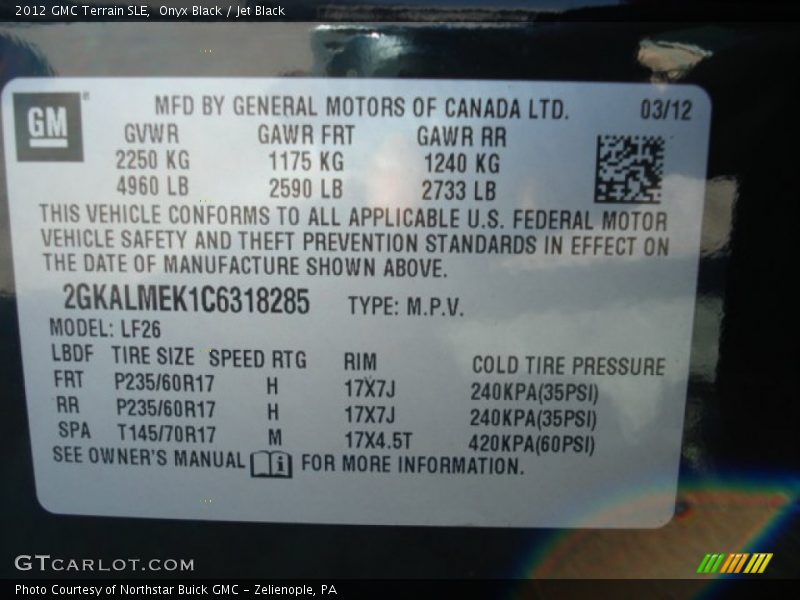 2012 GMC Terrain SLE, Onyx Black / Jet Black
GM
MFD BY GENERAL MOTORS OF CANADA LTD. 03/12
GVWR GAWR FRT GAWR RR
2250 KG 1175 KG 1240 KG
4960 LB 2590 LB 2733 LB
THIS VEHICLE CONFORMS TO ALL APPLICABLE U.S. FEDERAL MOTOR
VEHICLE SAFETY AND THEFT PREVENTION STANDARDS IN EFFECT ON
THE DATE OF MANUFACTURE SHOWN ABOVE.
2GKALMEK1C6318285 TYPE: M.P.V.
MODEL: LF26
LBDF TIRE SIZE SPEED RTG RIM COLD TIRE PRESSURE
FRT P235/60R17 H 17X7J 240KPA(35PSI)
RR P235/60R17 H 17X7J 240KPA(35PSI)
SPA T145/70R17 M 17X4.5T 420KPA(60PSI)
SEE OWNER'S MANUAL FOR MORE INFORMATION.
GTCARLOT.COM
Photo Courtesy of Northstar Buick GMC - Zelienople, PA